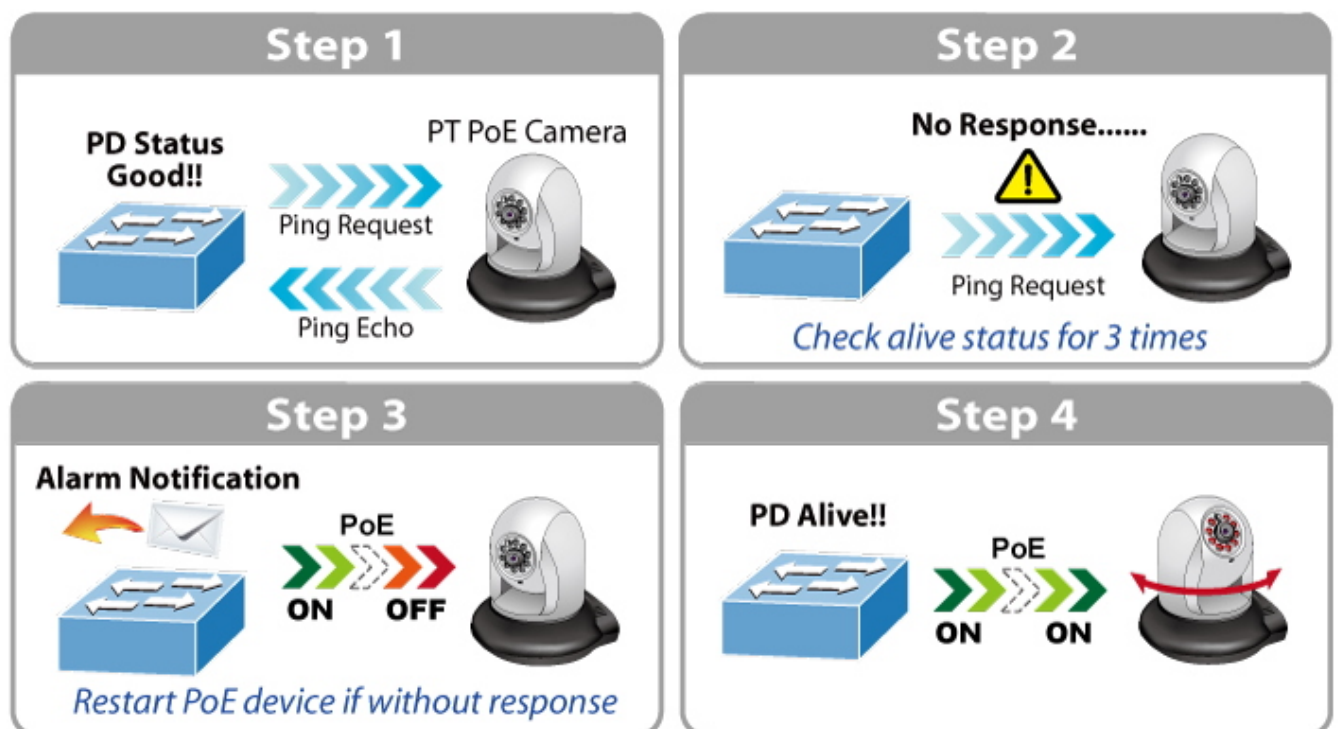 Step 1
PD Status
Good!!
PT PoE Camera
Ping Request
Ping Echo
Step 2
No Response......
Ping Request
Check alive status for 3 times
Step 3
Alarm Notification
PoE
ON OFF
Restart PoE device if without response
Step 4
PD Alive!!
PoE
ON ON